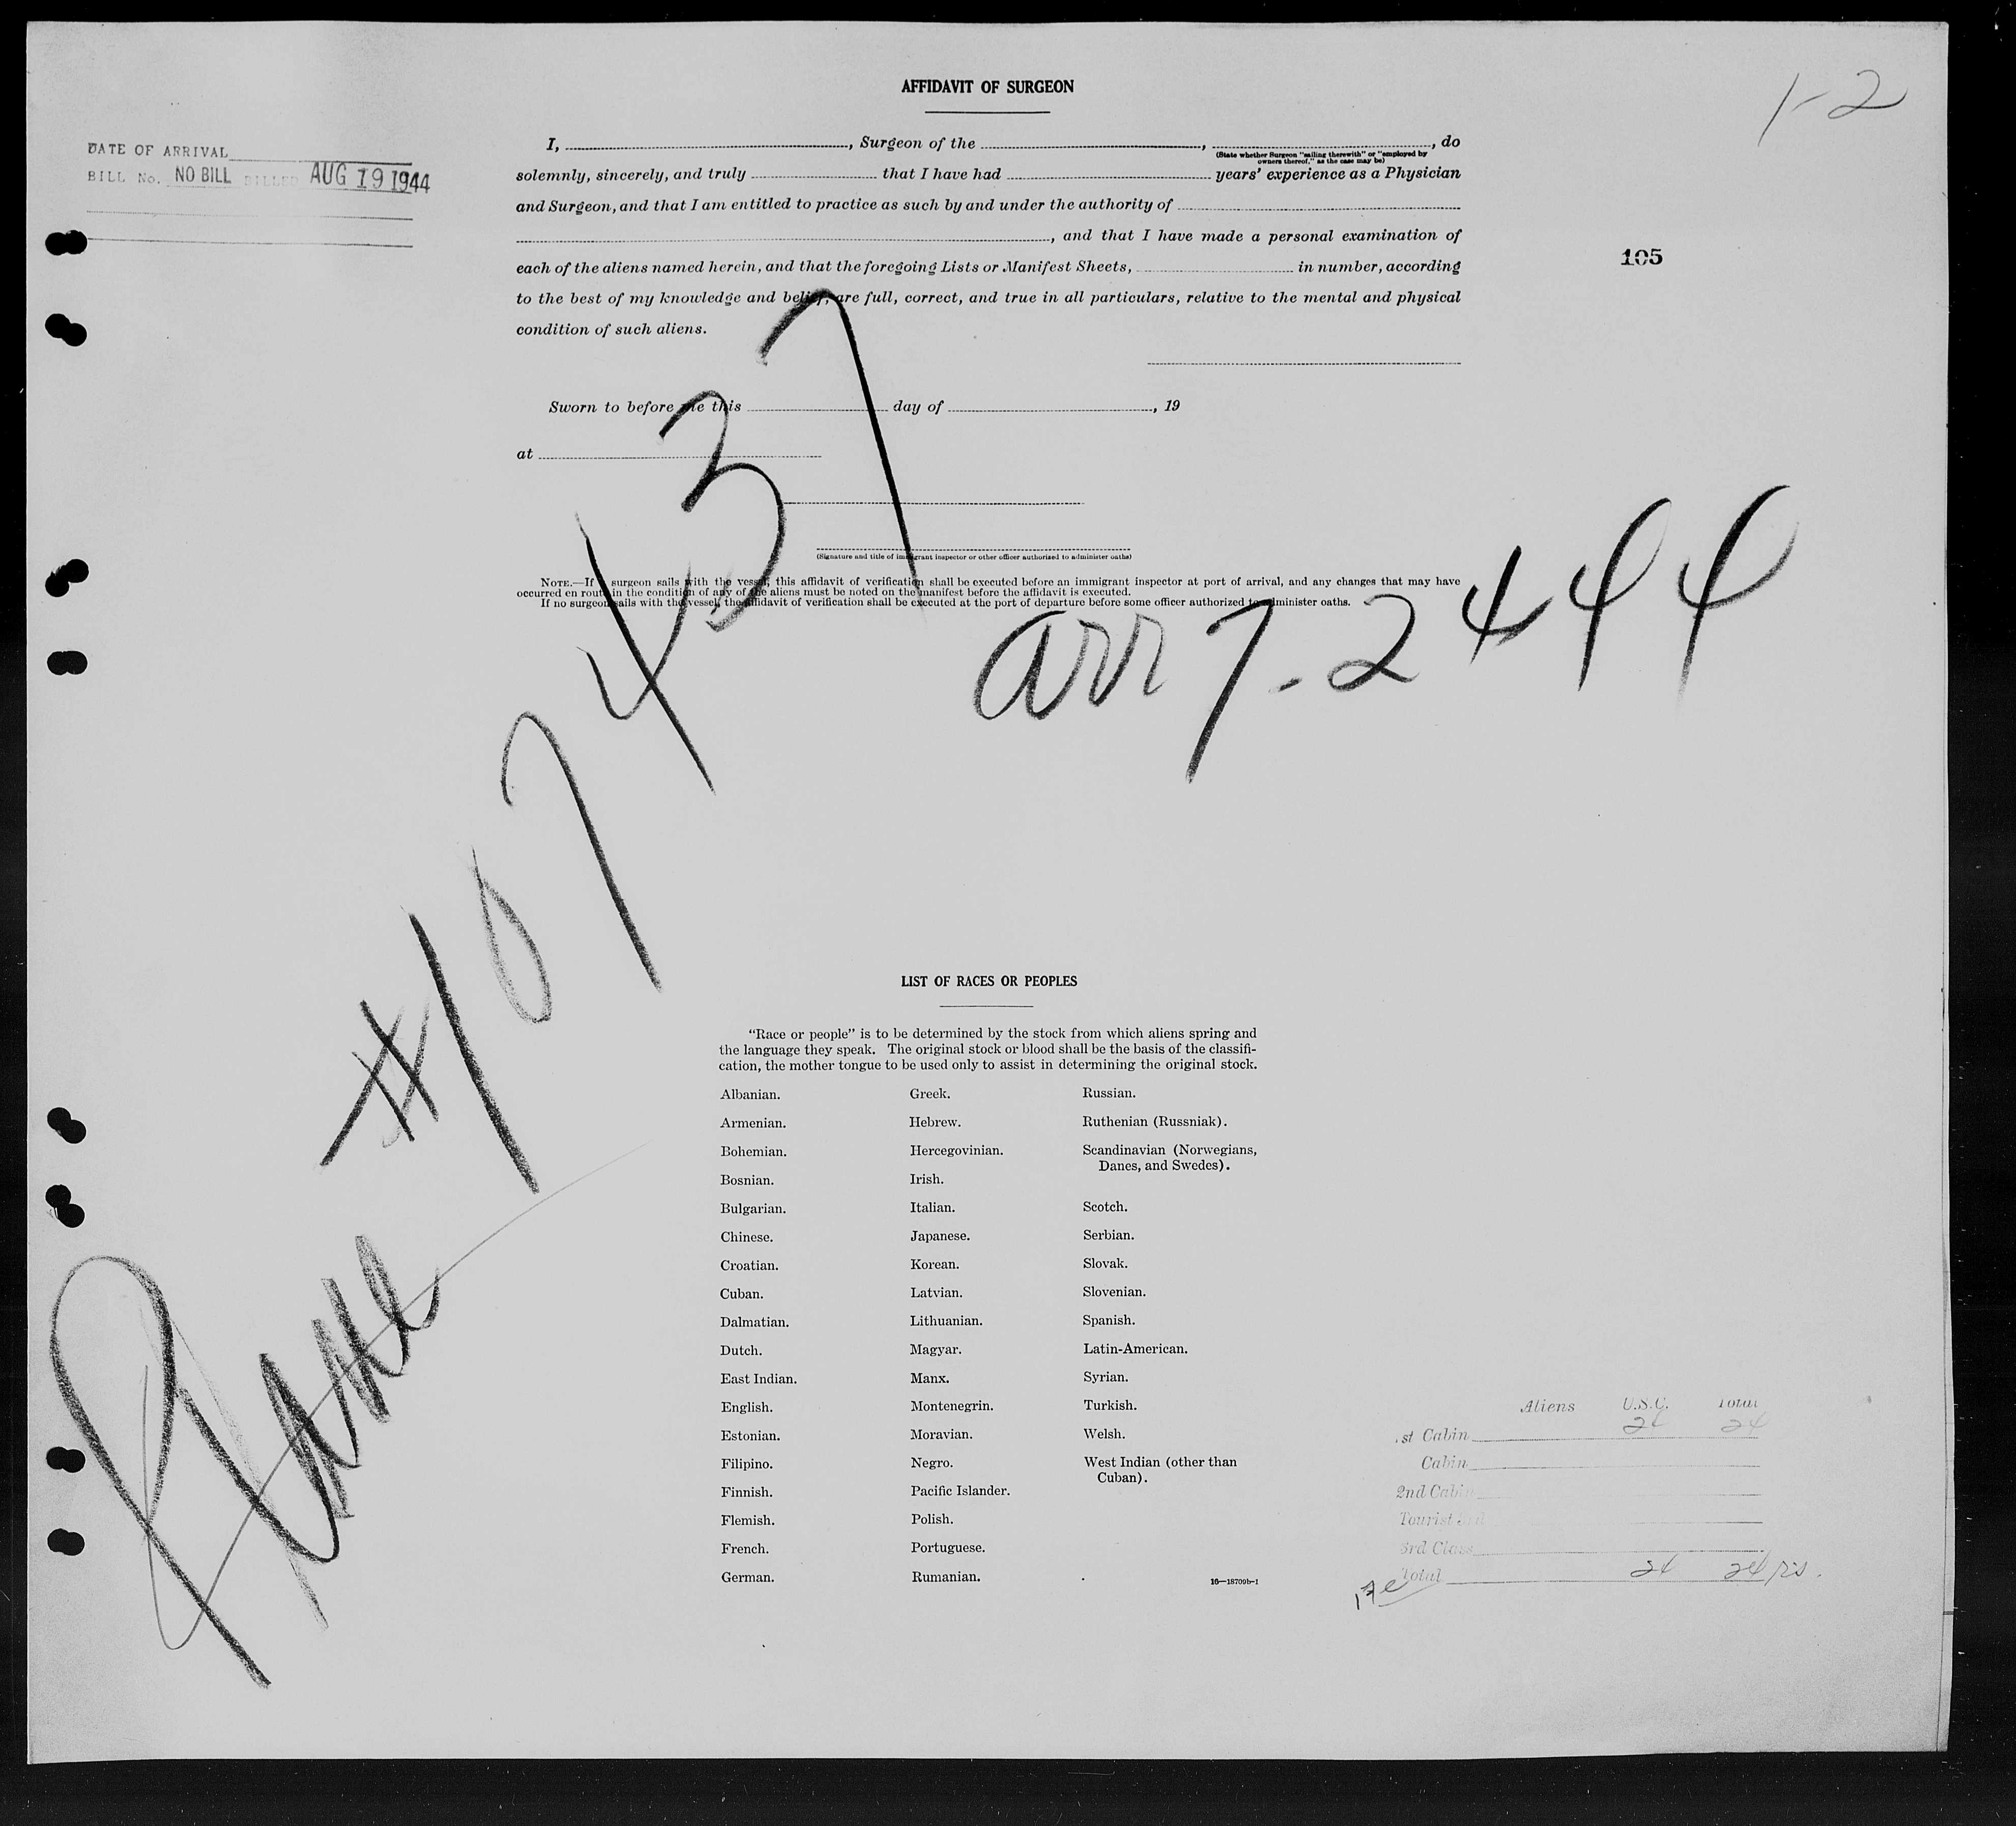 AFFIDAVIT OF SURGEON
1-2
DATE OF ARRIVAL
BILL No. NO BILL BILLED AUG 19 1944
I, , Surgeon of the , , do
(State whether Surgeon "sailing therewith" or "employed by
owners thereof," as the case may be)
solemnly, sincerely, and truly that I have had years' experience as a Physician
and Surgeon, and that I am entitled to practice as such by and under the authority of
, and that I have made a personal examination of
105
each of the aliens named herein, and that the foregoing Lists or Manifest Sheets, in number, according
to the best of my knowledge and belief, are full, correct, and true in all particulars, relative to the mental and physical
condition of such aliens.
Sworn to before me this day of , 19
at
(Signature and title of immigrant inspector or other officer authorized to administer oaths)
NOTE.—If a surgeon sails with the vessel, this affidavit of verification shall be executed before an immigrant inspector at port of arrival, and any changes that may have
occurred en route in the condition of any of the aliens must be noted on the manifest before the affidavit is executed.
If no surgeon sails with the vessel, the affidavit of verification shall be executed at the port of departure before some officer authorized to administer oaths.
arr 7-24-44
Plane #107437
LIST OF RACES OR PEOPLES
"Race or people" is to be determined by the stock from which aliens spring and
the language they speak. The original stock or blood shall be the basis of the classifi-
cation, the mother tongue to be used only to assist in determining the original stock.
Albanian.
Armenian.
Bohemian.
Bosnian.
Bulgarian.
Chinese.
Croatian.
Cuban.
Dalmatian.
Dutch.
East Indian.
English.
Estonian.
Filipino.
Finnish.
Flemish.
French.
German.
Greek.
Hebrew.
Hercegovinian.
Irish.
Italian.
Japanese.
Korean.
Latvian.
Lithuanian.
Magyar.
Manx.
Montenegrin.
Moravian.
Negro.
Pacific Islander.
Polish.
Portuguese.
Rumanian.
Russian.
Ruthenian (Russniak).
Scandinavian (Norwegians,
Danes, and Swedes).
Scotch.
Serbian.
Slovak.
Slovenian.
Spanish.
Latin-American.
Syrian.
Turkish.
Welsh.
West Indian (other than
Cuban).
16—18709b-1
Aliens U.S.C. Total
1st Cabin 24 24
Cabin
2nd Cabin
Tourist 3rd
3rd Class
Total 24 24